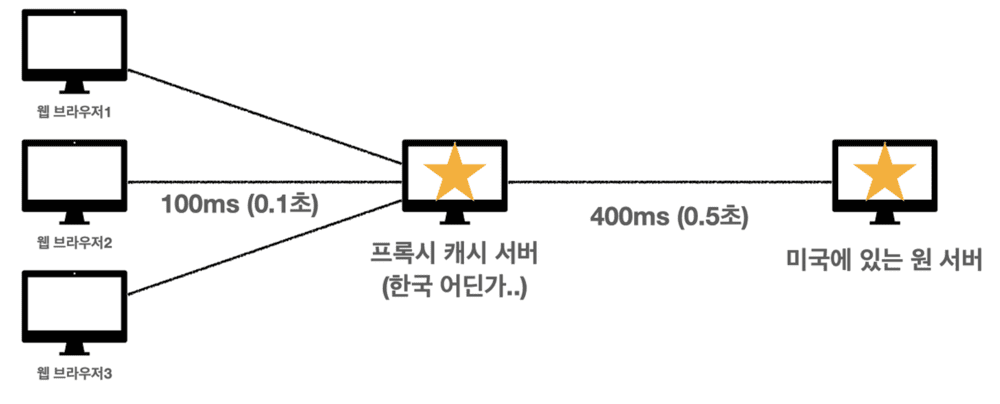 웹 브라우저1
웹 브라우저2
웹 브라우저3
100ms (0.1초)
프록시 캐시 서버
(한국 어딘가..)
400ms (0.5초)
미국에 있는 원 서버